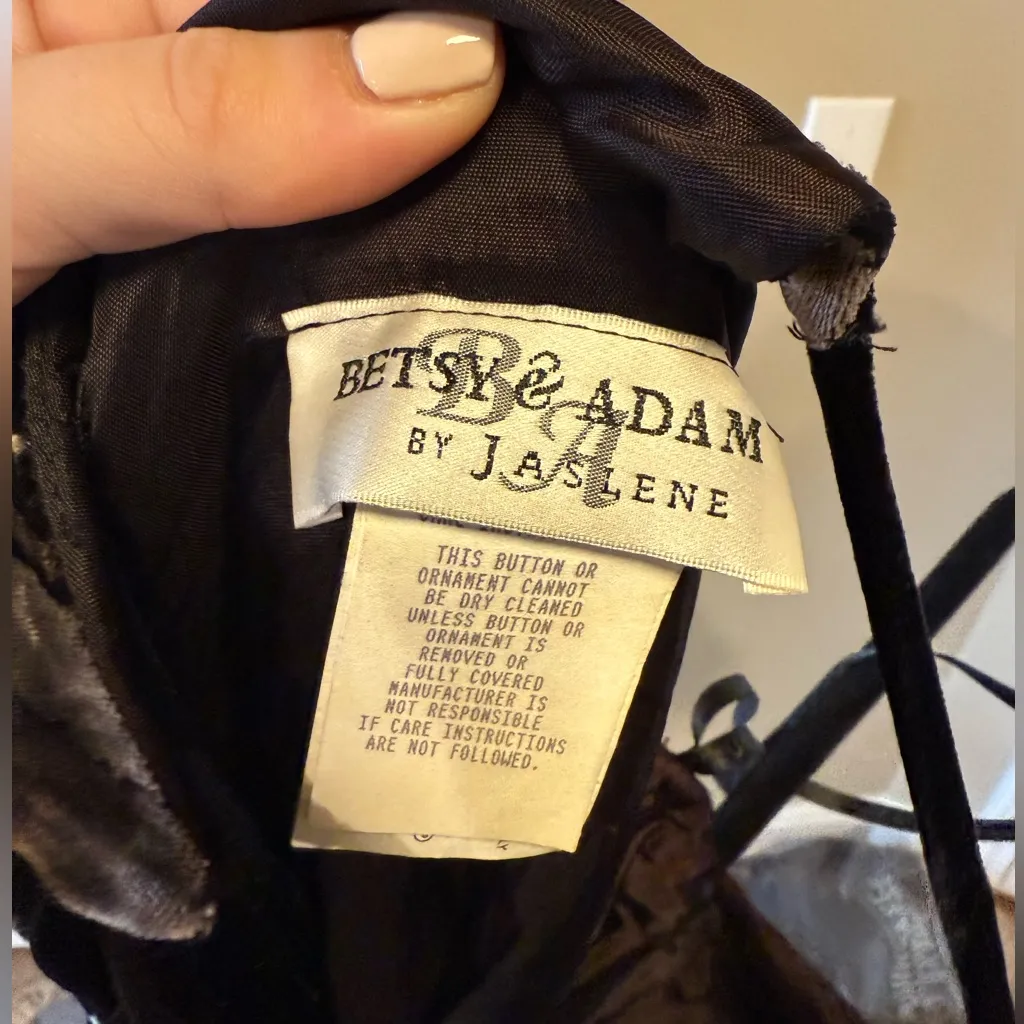 BETSY & ADAM
BY JASLENE
BA
THIS BUTTON OR
ORNAMENT CANNOT
BE DRY CLEANED
UNLESS BUTTON OR
ORNAMENT IS
REMOVED OR
FULLY COVERED
MANUFACTURER IS
NOT RESPONSIBLE
IF CARE INSTRUCTIONS
ARE NOT FOLLOWED.